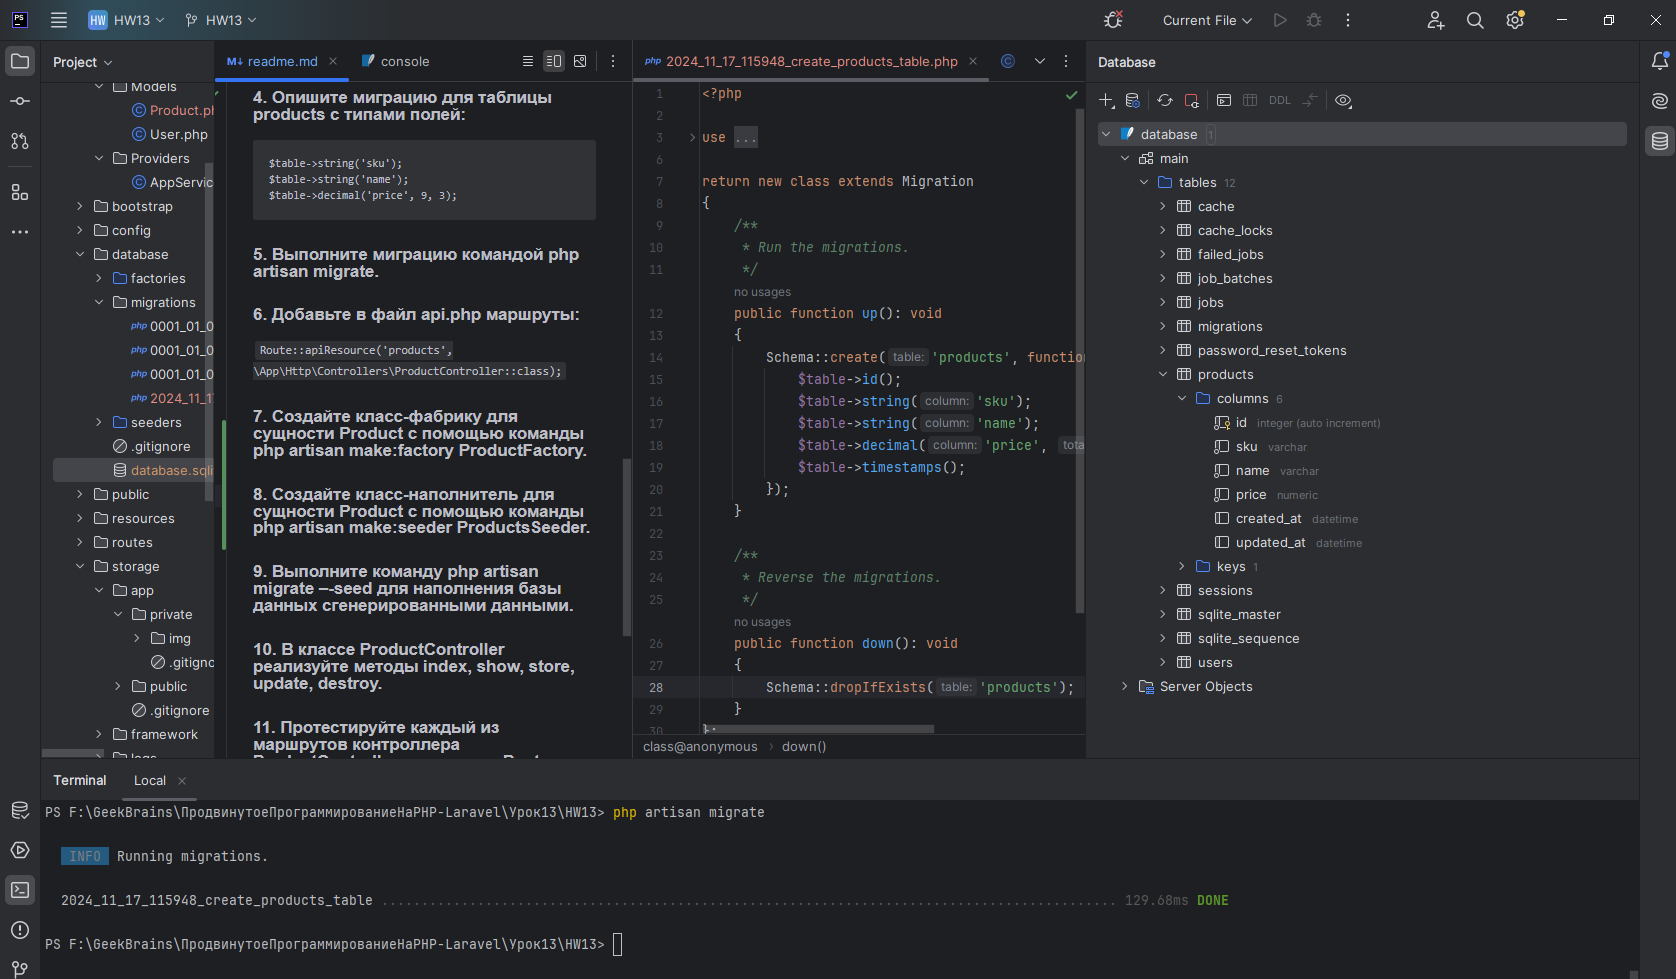 PS
HW HW13
HW13
Current File
Project
Models
Product.ph
User.php
Providers
AppServic
bootstrap
config
database
factories
migrations
php 0001_01_0
php 0001_01_0
php 0001_01_0
php 2024_11_1
seeders
.gitignore
database.sqli
public
resources
routes
storage
app
private
img
.gitigno
public
.gitignore
framework
logs
M↓ readme.md
console
4. Опишите миграцию для таблицы
products с типами полей:
$table->string('sku');
$table->string('name');
$table->decimal('price', 9, 3);
5. Выполните миграцию командой php
artisan migrate.
6. Добавьте в файл api.php маршруты:
Route::apiResource('products',
\App\Http\Controllers\ProductController::class);
7. Создайте класс-фабрику для
сущности Product с помощью команды
php artisan make:factory ProductFactory.
8. Создайте класс-наполнитель для
сущности Product с помощью команды
php artisan make:seeder ProductsSeeder.
9. Выполните команду php artisan
migrate –-seed для наполнения базы
данных сгенерированными данными.
10. В классе ProductController
реализуйте методы index, show, store,
update, destroy.
11. Протестируйте каждый из
маршрутов контроллера
php 2024_11_17_115948_create_products_table.php
1 <?php
2
3 use ...
6
7 return new class extends Migration
8 {
9 /**
10 * Run the migrations.
11 */
no usages
12 public function up(): void
13 {
14 Schema::create( table: 'products', function
15 $table->id();
16 $table->string( column: 'sku');
17 $table->string( column: 'name');
18 $table->decimal( column: 'price', tota
19 $table->timestamps();
20 });
21 }
22
23 /**
24 * Reverse the migrations.
25 */
no usages
26 public function down(): void
27 {
28 Schema::dropIfExists( table: 'products');
29 }
30 };
class@anonymous › down()
Database
DDL
database 1
main
tables 12
cache
cache_locks
failed_jobs
job_batches
jobs
migrations
password_reset_tokens
products
columns 6
id integer (auto increment)
sku varchar
name varchar
price numeric
created_at datetime
updated_at datetime
keys 1
sessions
sqlite_master
sqlite_sequence
users
Server Objects
Terminal
Local
PS F:\GeekBrains\ПродвинутоеПрограммированиеНаPHP-Laravel\Урок13\HW13> php artisan migrate
INFO Running migrations.
2024_11_17_115948_create_products_table ............................................................................................ 129.68ms DONE
PS F:\GeekBrains\ПродвинутоеПрограммированиеНаPHP-Laravel\Урок13\HW13>